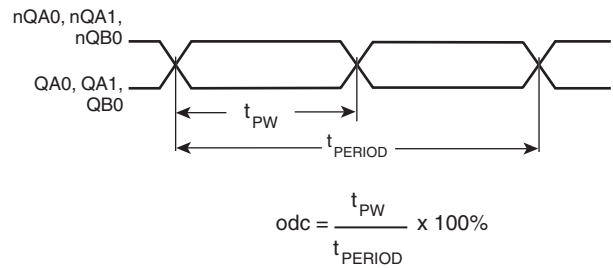 nQA0, nQA1,
nQB0
QA0, QA1,
QB0
tPW
tPERIOD
odc = tPW / tPERIOD x 100%